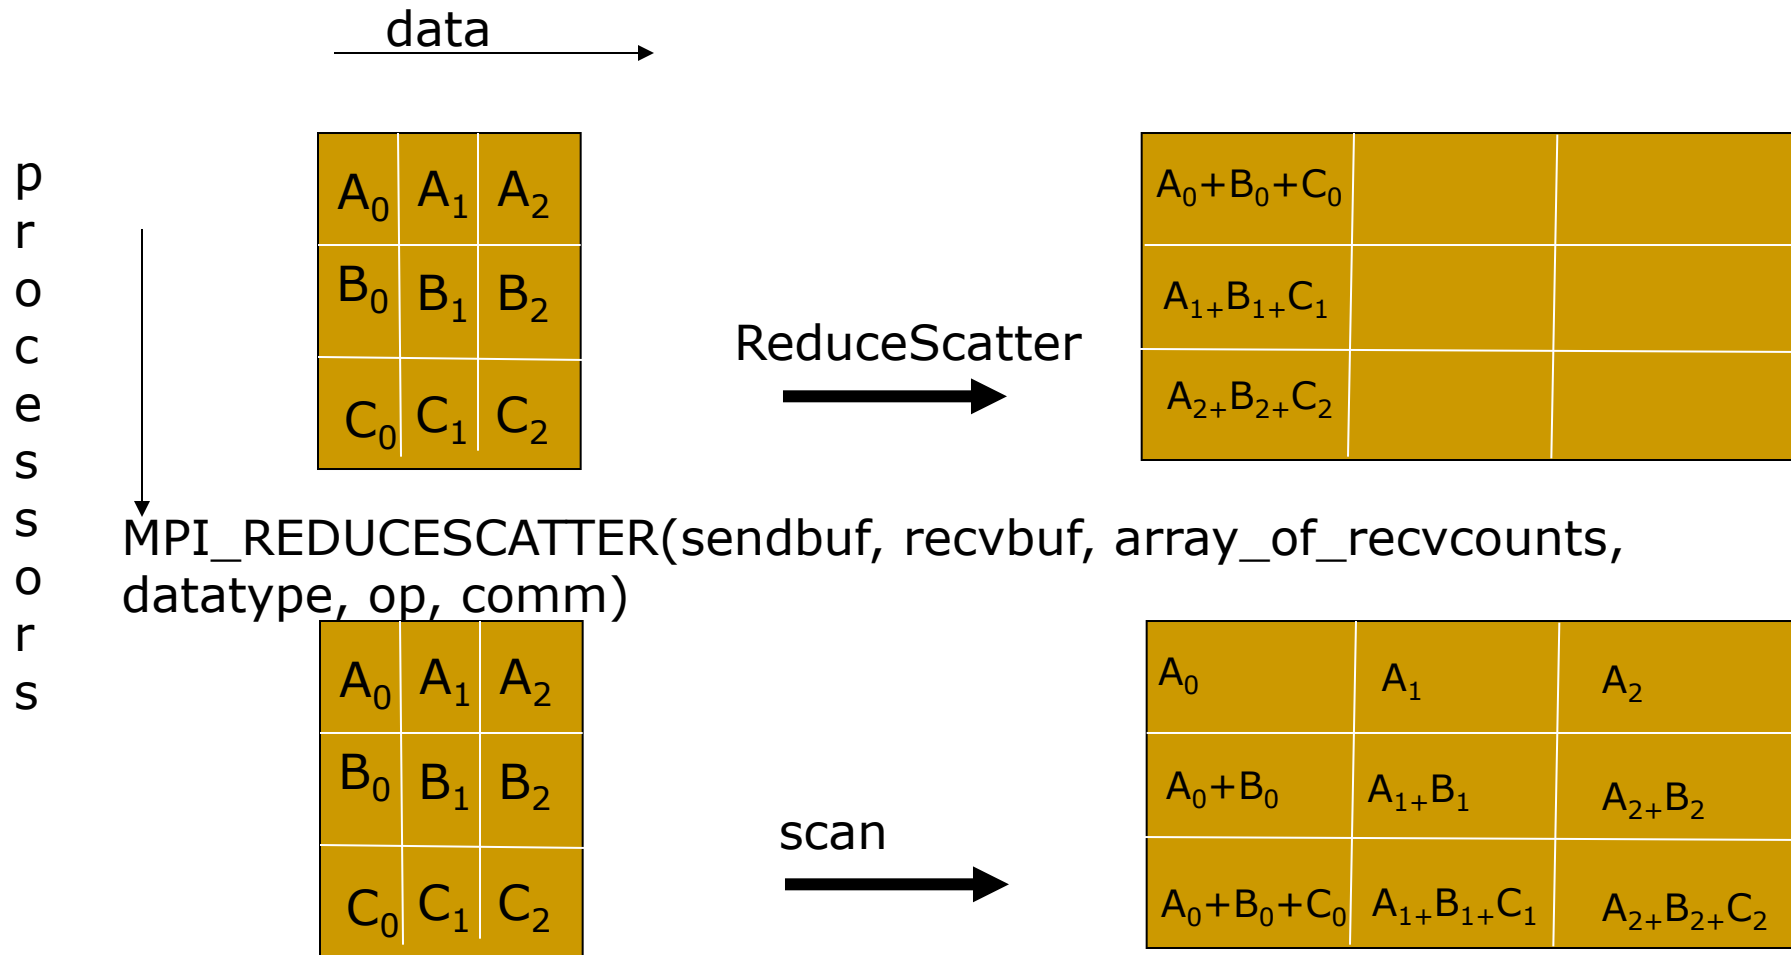 data
processors
A₀ A₁ A₂
B₀ B₁ B₂
C₀ C₁ C₂
ReduceScatter
A₀+B₀+C₀
A₁₊B₁₊C₁
A₂₊B₂₊C₂
MPI_REDUCESCATTER(sendbuf, recvbuf, array_of_recvcounts,
datatype, op, comm)
A₀ A₁ A₂
B₀ B₁ B₂
C₀ C₁ C₂
scan
A₀ A₁ A₂
A₀+B₀ A₁₊B₁ A₂₊B₂
A₀+B₀+C₀ A₁₊B₁₊C₁ A₂₊B₂₊C₂